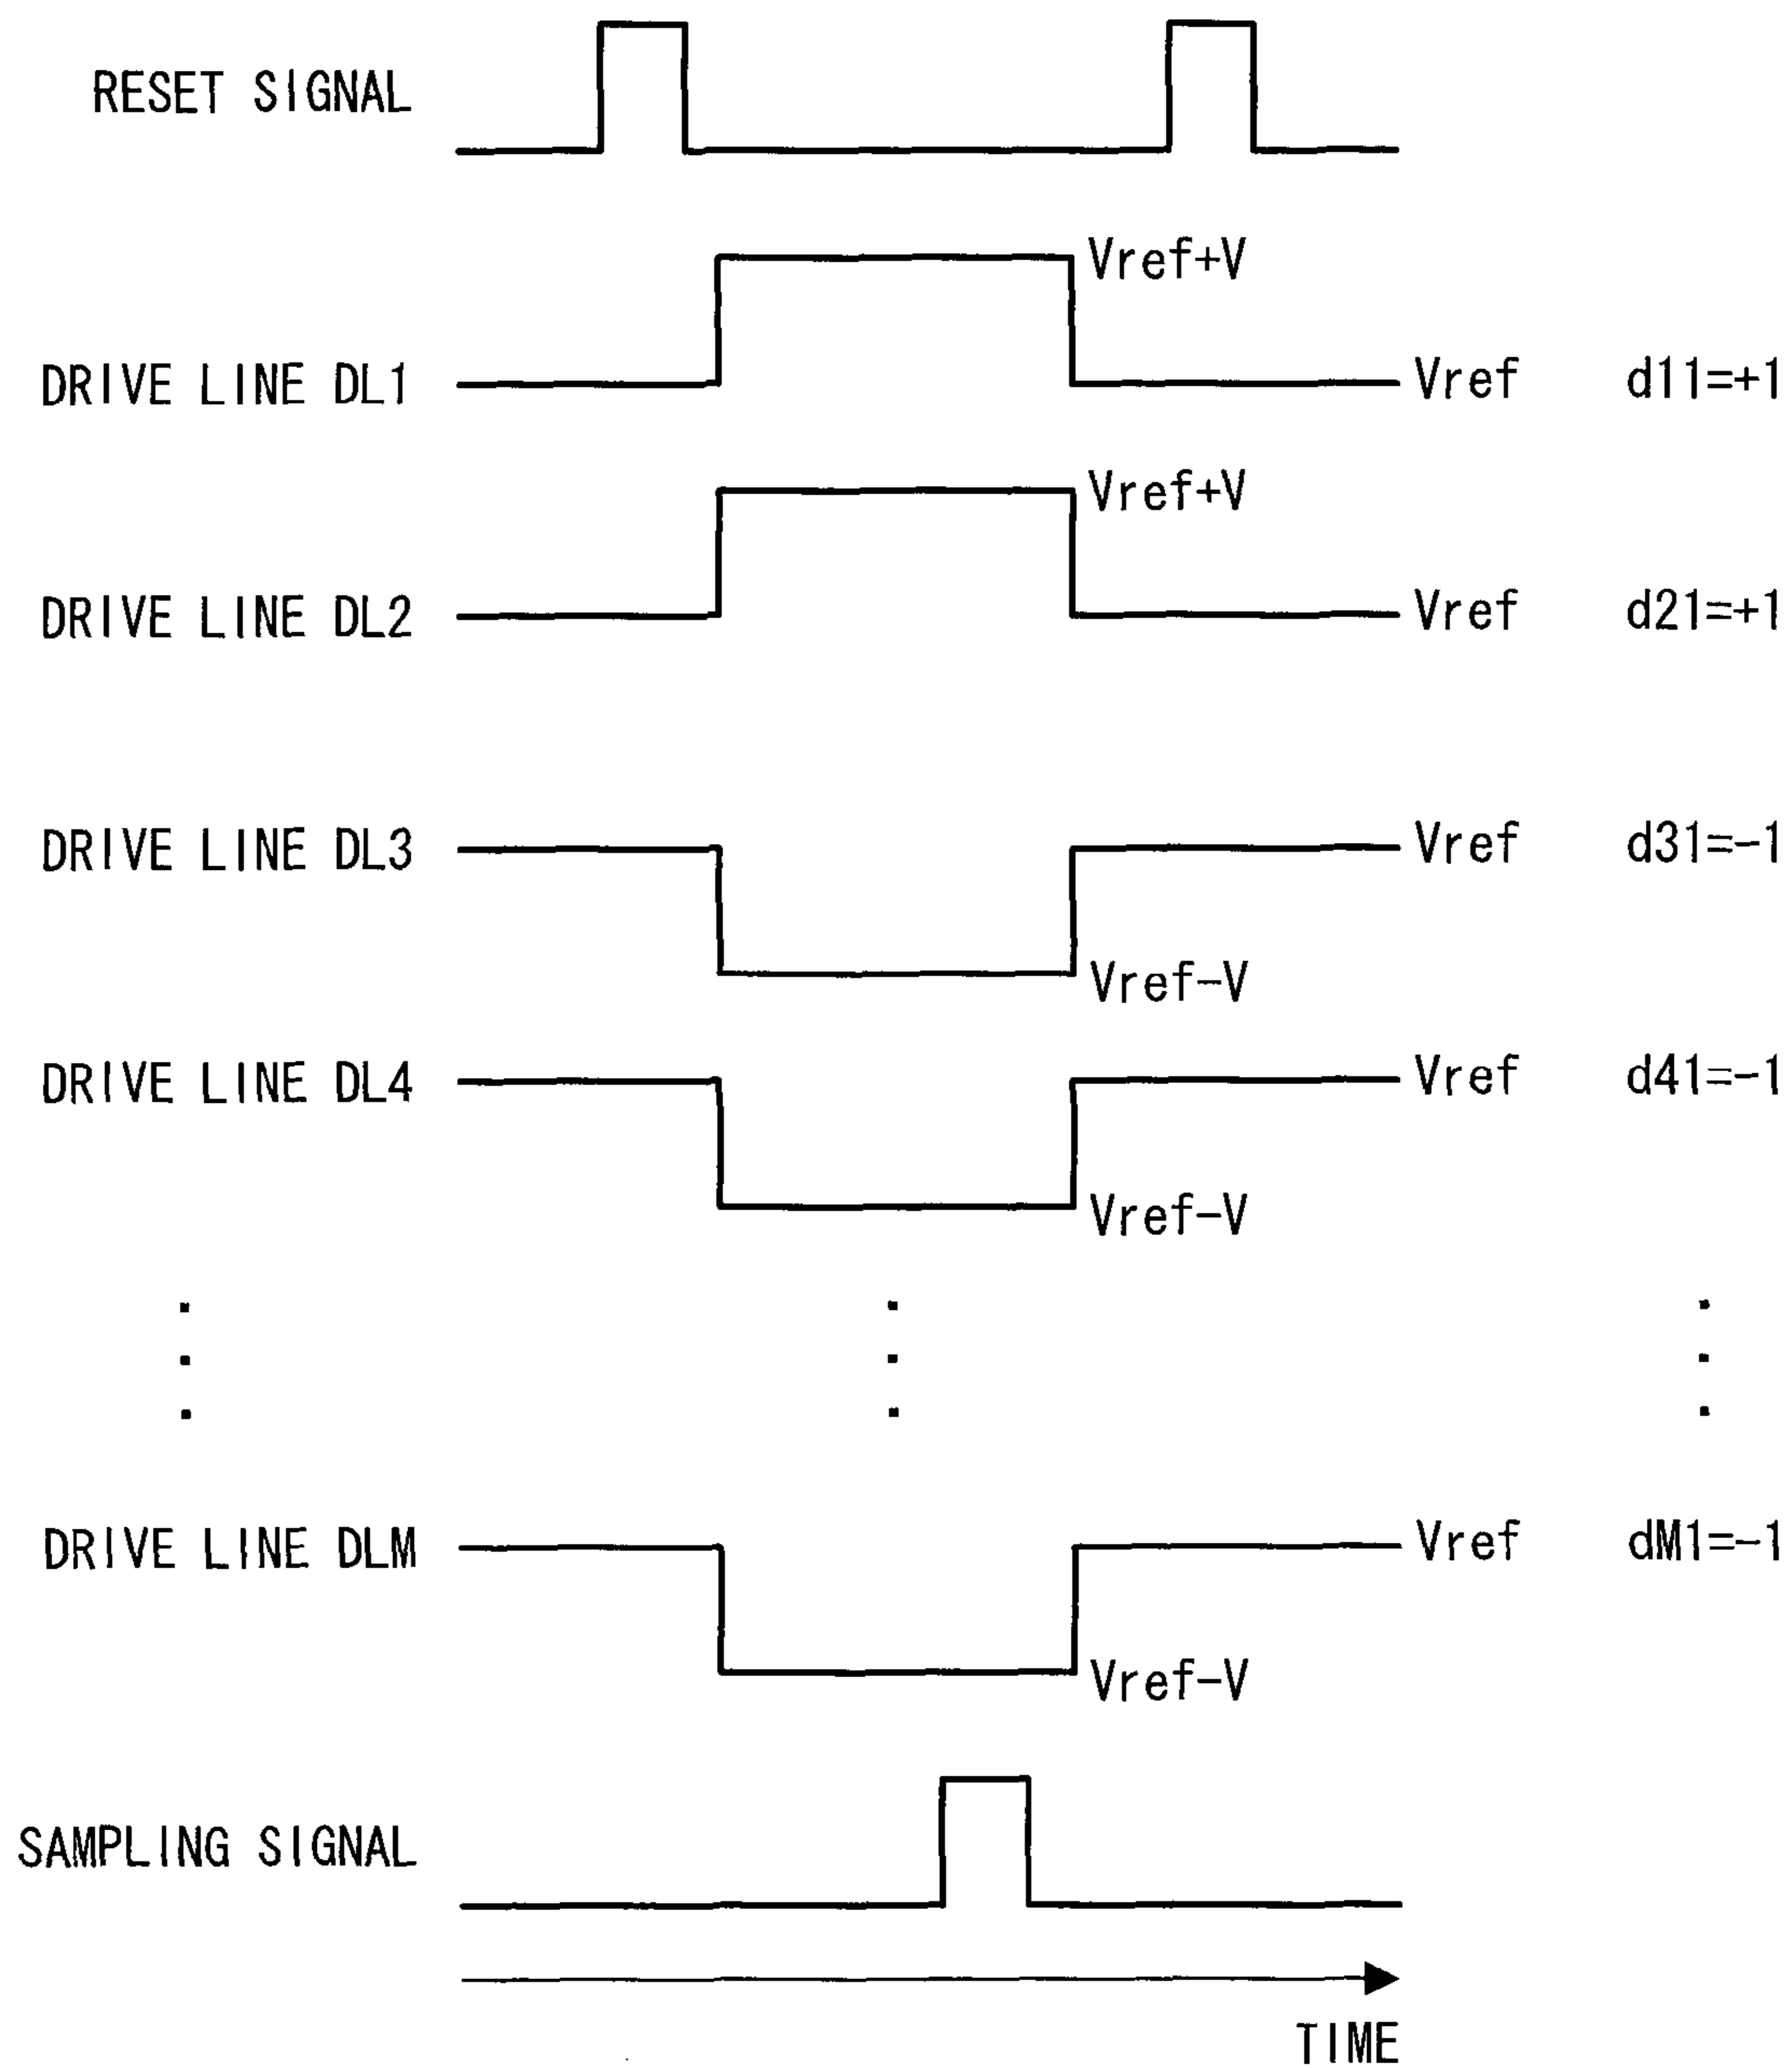 RESET SIGNAL
Vref+V
DRIVE LINE DL1 Vref d11=+1
Vref+V
DRIVE LINE DL2 Vref d21=+1
DRIVE LINE DL3 Vref d31=-1
Vref-V
DRIVE LINE DL4 Vref d41=-1
Vref-V
DRIVE LINE DLM Vref dM1=-1
Vref-V
SAMPLING SIGNAL
TIME